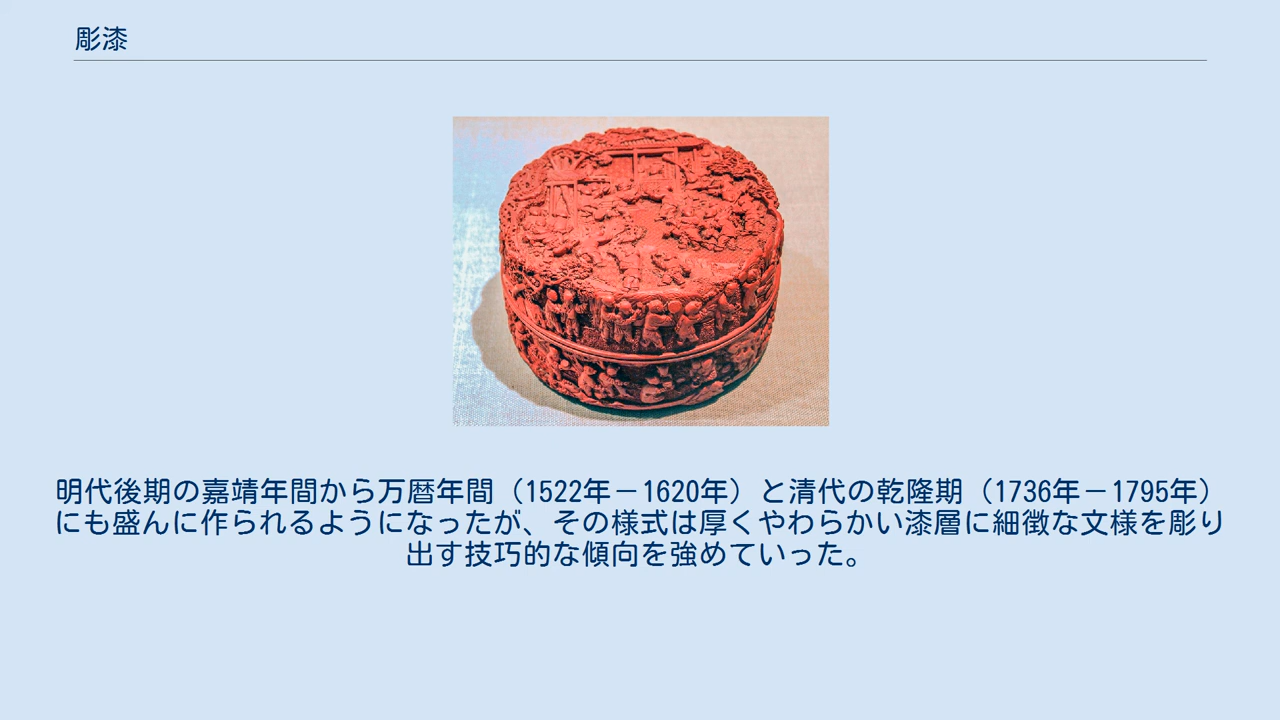 彫漆
明代後期の嘉靖年間から万暦年間（1522年－1620年）と清代の乾隆期（1736年－1795年）
にも盛んに作られるようになったが、その様式は厚くやわらかい漆層に細徴な文様を彫り
出す技巧的な傾向を強めていった。